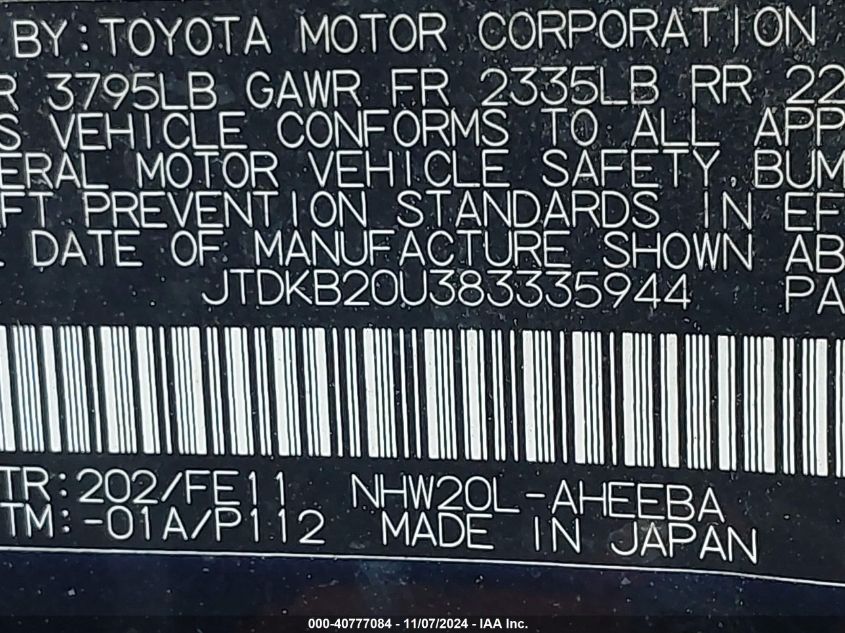 BY: TOYOTA MOTOR CORPORATION
R 3795LB GAWR FR 2335LB RR 22
S VEHICLE CONFORMS TO ALL APP
ERAL MOTOR VEHICLE SAFETY, BUM
FT PREVENTION STANDARDS IN EF
E DATE OF MANUFACTURE SHOWN AB
JTDKB20U383335944 PA
TR:202/FE11 NHW20L-AHEEBA
TM:-01A/P112 MADE IN JAPAN
000-40777084 - 11/07/2024 - IAA Inc.